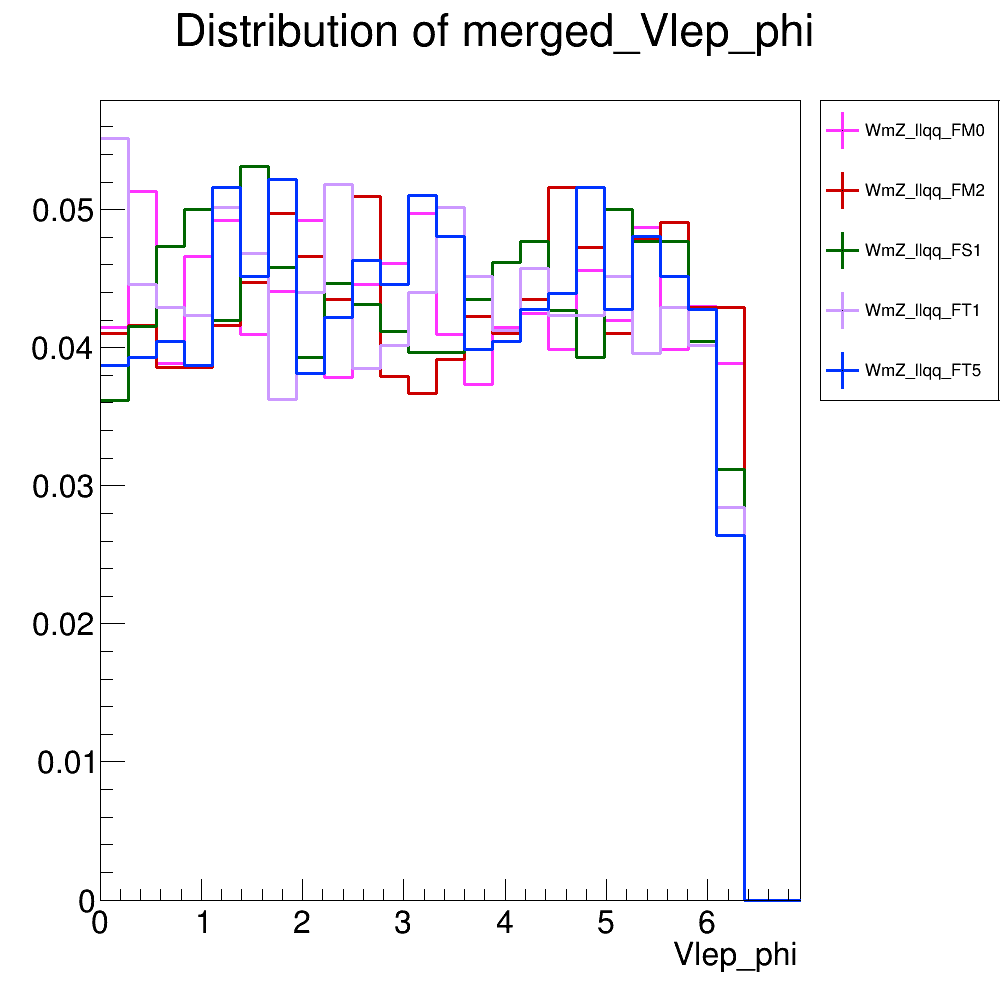 Distribution of merged_Vlep_phi
WmZ_llqq_FM0
WmZ_llqq_FM2
WmZ_llqq_FS1
WmZ_llqq_FT1
WmZ_llqq_FT5
0.05
0.04
0.03
0.02
0.01
0
0 1 2 3 4 5 6
Vlep_phi